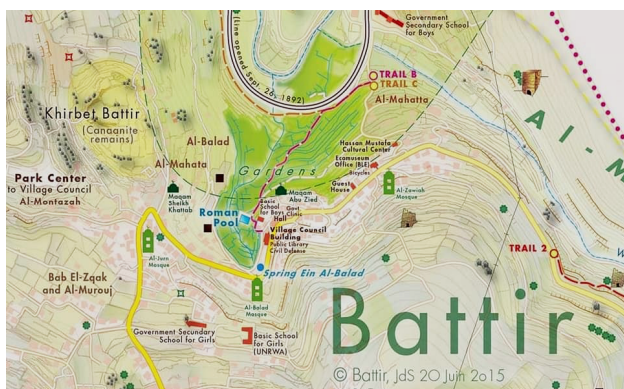 Government
Secondary School
for Boys
(line opened Sept. 26, 1892)
TRAIL B
TRAIL C
Al-Mahatta
Khirbet Battir
(Canaanite
remains)
Al-Balad
Al-Mahata
Gardens
Hassan Mustafa
Cultural Center
Ecomuseum
Office (BLE)
Bicycles
Guest
House
Al-Zawiah
Mosque
Park Center
to Village Council
Al-Montazah
Maqam
Sheikh
Khattab
Maqam
Abu Zied
Roman
Pool
Basic
School
for Boys
Hall
Govt.
Clinic
Village Council
Building
Public Library
Civil Defense
Al-Jurn
Mosque
Spring Ein Al-Balad
TRAIL 2
Al-M
W
Bab El-Zqak
and Al-Murouj
Al-Balad
Mosque
Government Secondary
School for Girls
Basic School
for Girls
(UNRWA)
Battir
© Battir, JdS 20 Juin 2o15